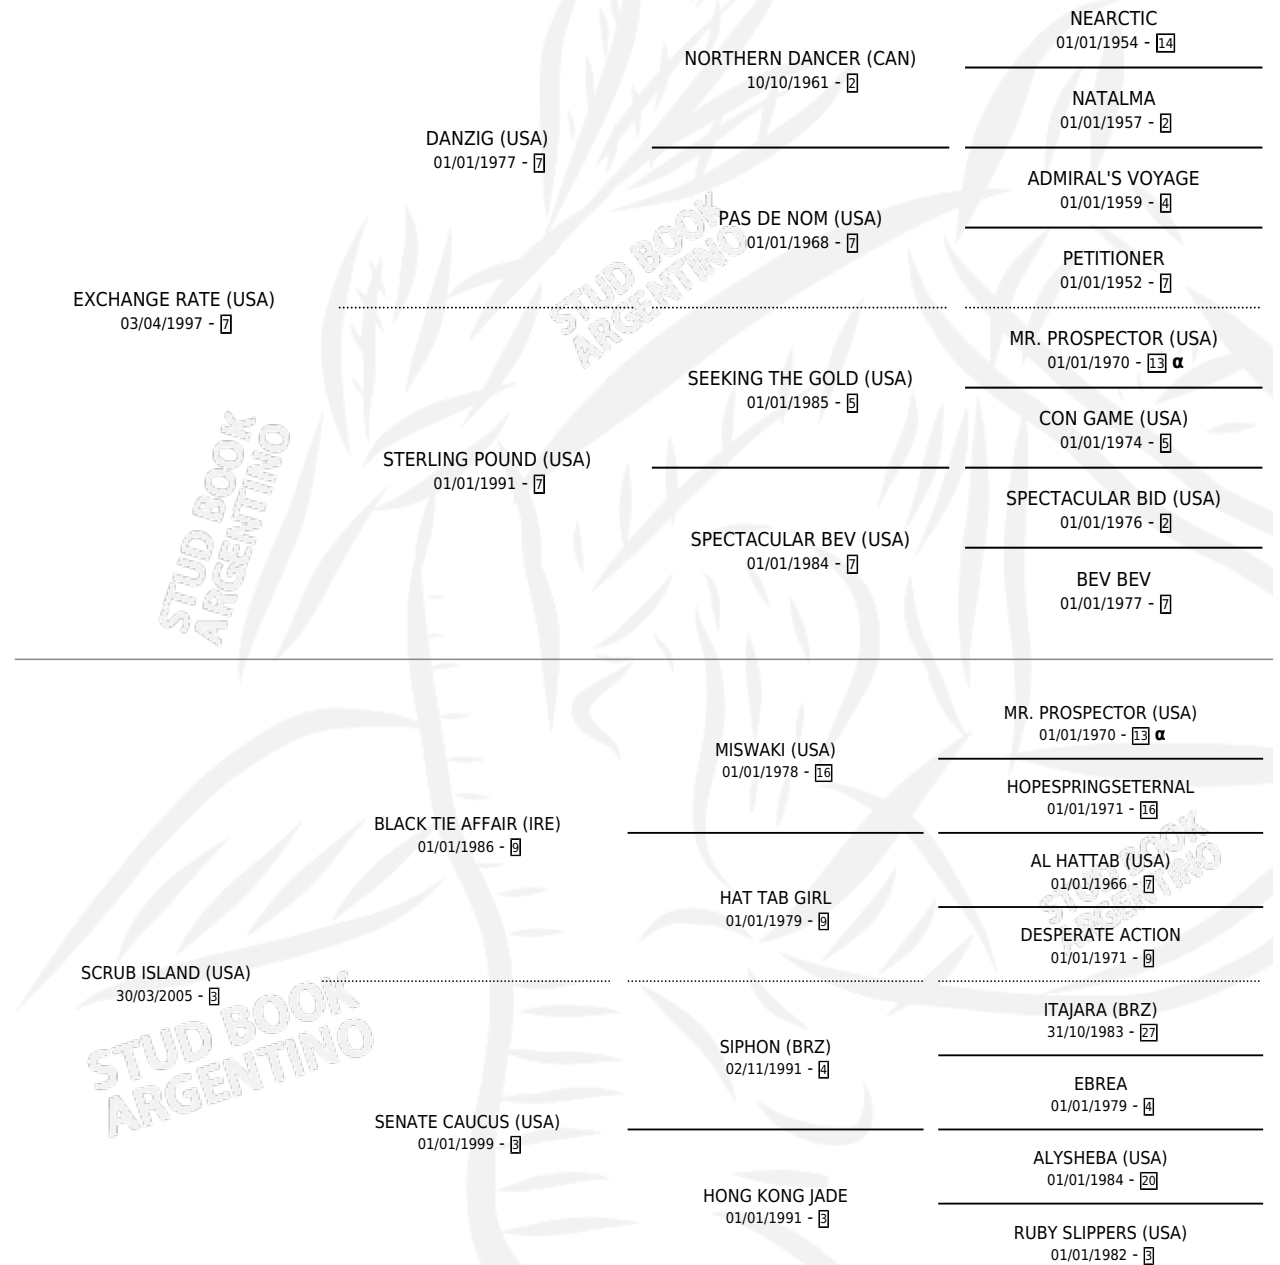 NEARCTIC
01/01/1954 - 14
NORTHERN DANCER (CAN)
10/10/1961 - 2
NATALMA
01/01/1957 - 2
DANZIG (USA)
01/01/1977 - 7
ADMIRAL'S VOYAGE
01/01/1959 - 4
PAS DE NOM (USA)
01/01/1968 - 7
PETITIONER
01/01/1952 - 7
EXCHANGE RATE (USA)
03/04/1997 - 7
STUD BOOK
ARGENTINO
MR. PROSPECTOR (USA)
01/01/1970 - 13 α
SEEKING THE GOLD (USA)
01/01/1985 - 5
CON GAME (USA)
01/01/1974 - 5
STERLING POUND (USA)
01/01/1991 - 7
SPECTACULAR BID (USA)
01/01/1976 - 2
SPECTACULAR BEV (USA)
01/01/1984 - 7
BEV BEV
01/01/1977 - 7
STUD BOOK
ARGENTINO
MR. PROSPECTOR (USA)
01/01/1970 - 13 α
MISWAKI (USA)
01/01/1978 - 16
HOPESPRINGSETERNAL
01/01/1971 - 16
BLACK TIE AFFAIR (IRE)
01/01/1986 - 9
AL HATTAB (USA)
01/01/1966 - 7
HAT TAB GIRL
01/01/1979 - 9
DESPERATE ACTION
01/01/1971 - 9
STUD BOOK
ARGENTINO
SCRUB ISLAND (USA)
30/03/2005 - 3
ITAJARA (BRZ)
31/10/1983 - 27
SIPHON (BRZ)
02/11/1991 - 4
EBREA
01/01/1979 - 4
SENATE CAUCUS (USA)
01/01/1999 - 3
ALYSHEBA (USA)
01/01/1984 - 20
HONG KONG JADE
01/01/1991 - 3
RUBY SLIPPERS (USA)
01/01/1982 - 3
STUD BOOK
ARGENTINO